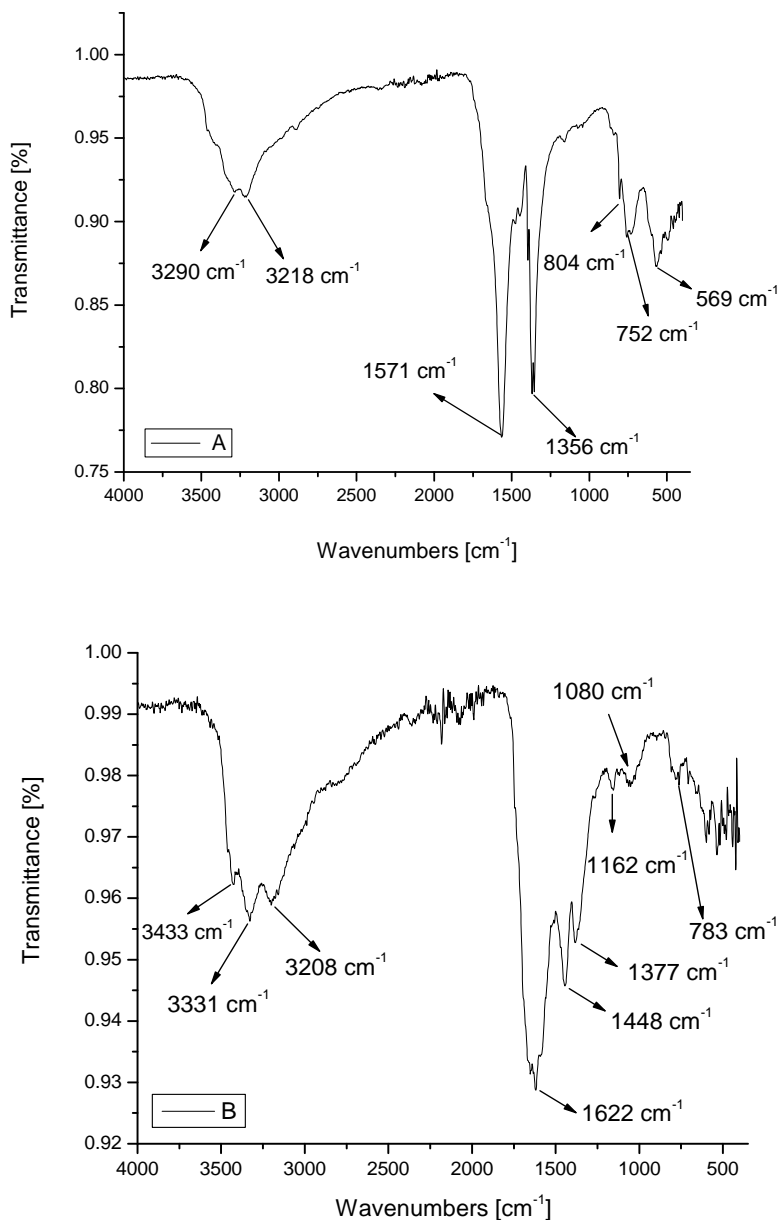 1.00
0.95
0.90
0.85
0.80
0.75
Transmittance [%]
3290 cm⁻¹
3218 cm⁻¹
1571 cm⁻¹
1356 cm⁻¹
804 cm⁻¹
752 cm⁻¹
569 cm⁻¹
A
4000 3500 3000 2500 2000 1500 1000 500
Wavenumbers [cm⁻¹]
1.00
0.99
0.98
0.97
0.96
0.95
0.94
0.93
0.92
Transmittance [%]
1080 cm⁻¹
1162 cm⁻¹
3433 cm⁻¹
783 cm⁻¹
3208 cm⁻¹
1377 cm⁻¹
3331 cm⁻¹
1448 cm⁻¹
1622 cm⁻¹
B
4000 3500 3000 2500 2000 1500 1000 500
Wavenumbers [cm⁻¹]